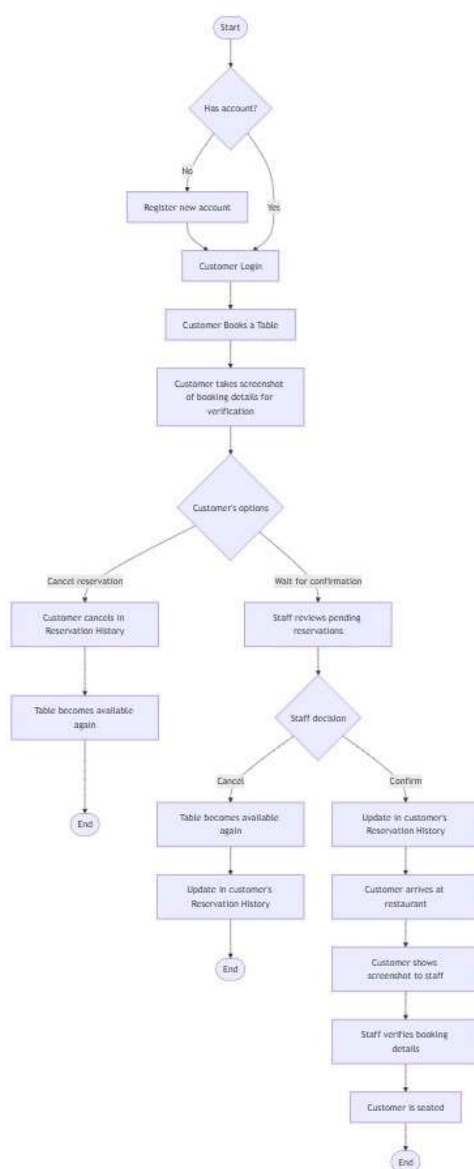 Start
Has account?
No
Yes
Register new account
Customer Login
Customer Books a Table
Customer takes screenshot
of booking details for
verification
Customer's options
Cancel reservation
Wait for confirmation
Customer cancels in
Reservation History
Staff reviews pending
reservations
Table becomes available
again
Staff decision
Cancel
Confirm
End
Table becomes available
again
Update in customer's
Reservation History
Update in customer's
Reservation History
Customer arrives at
restaurant
End
Customer shows
screenshot to staff
Staff verifies booking
details
Customer is seated
End